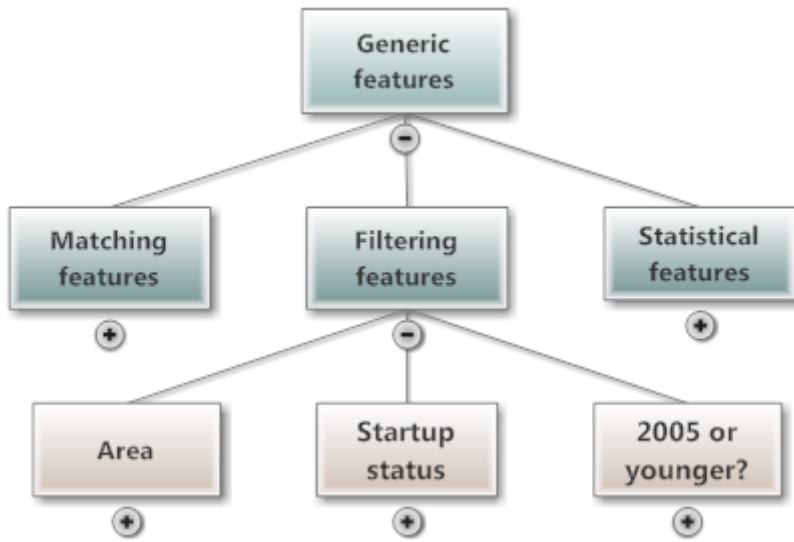 Generic
features
Matching
features
Filtering
features
Statistical
features
Area
Startup
status
2005 or
younger?